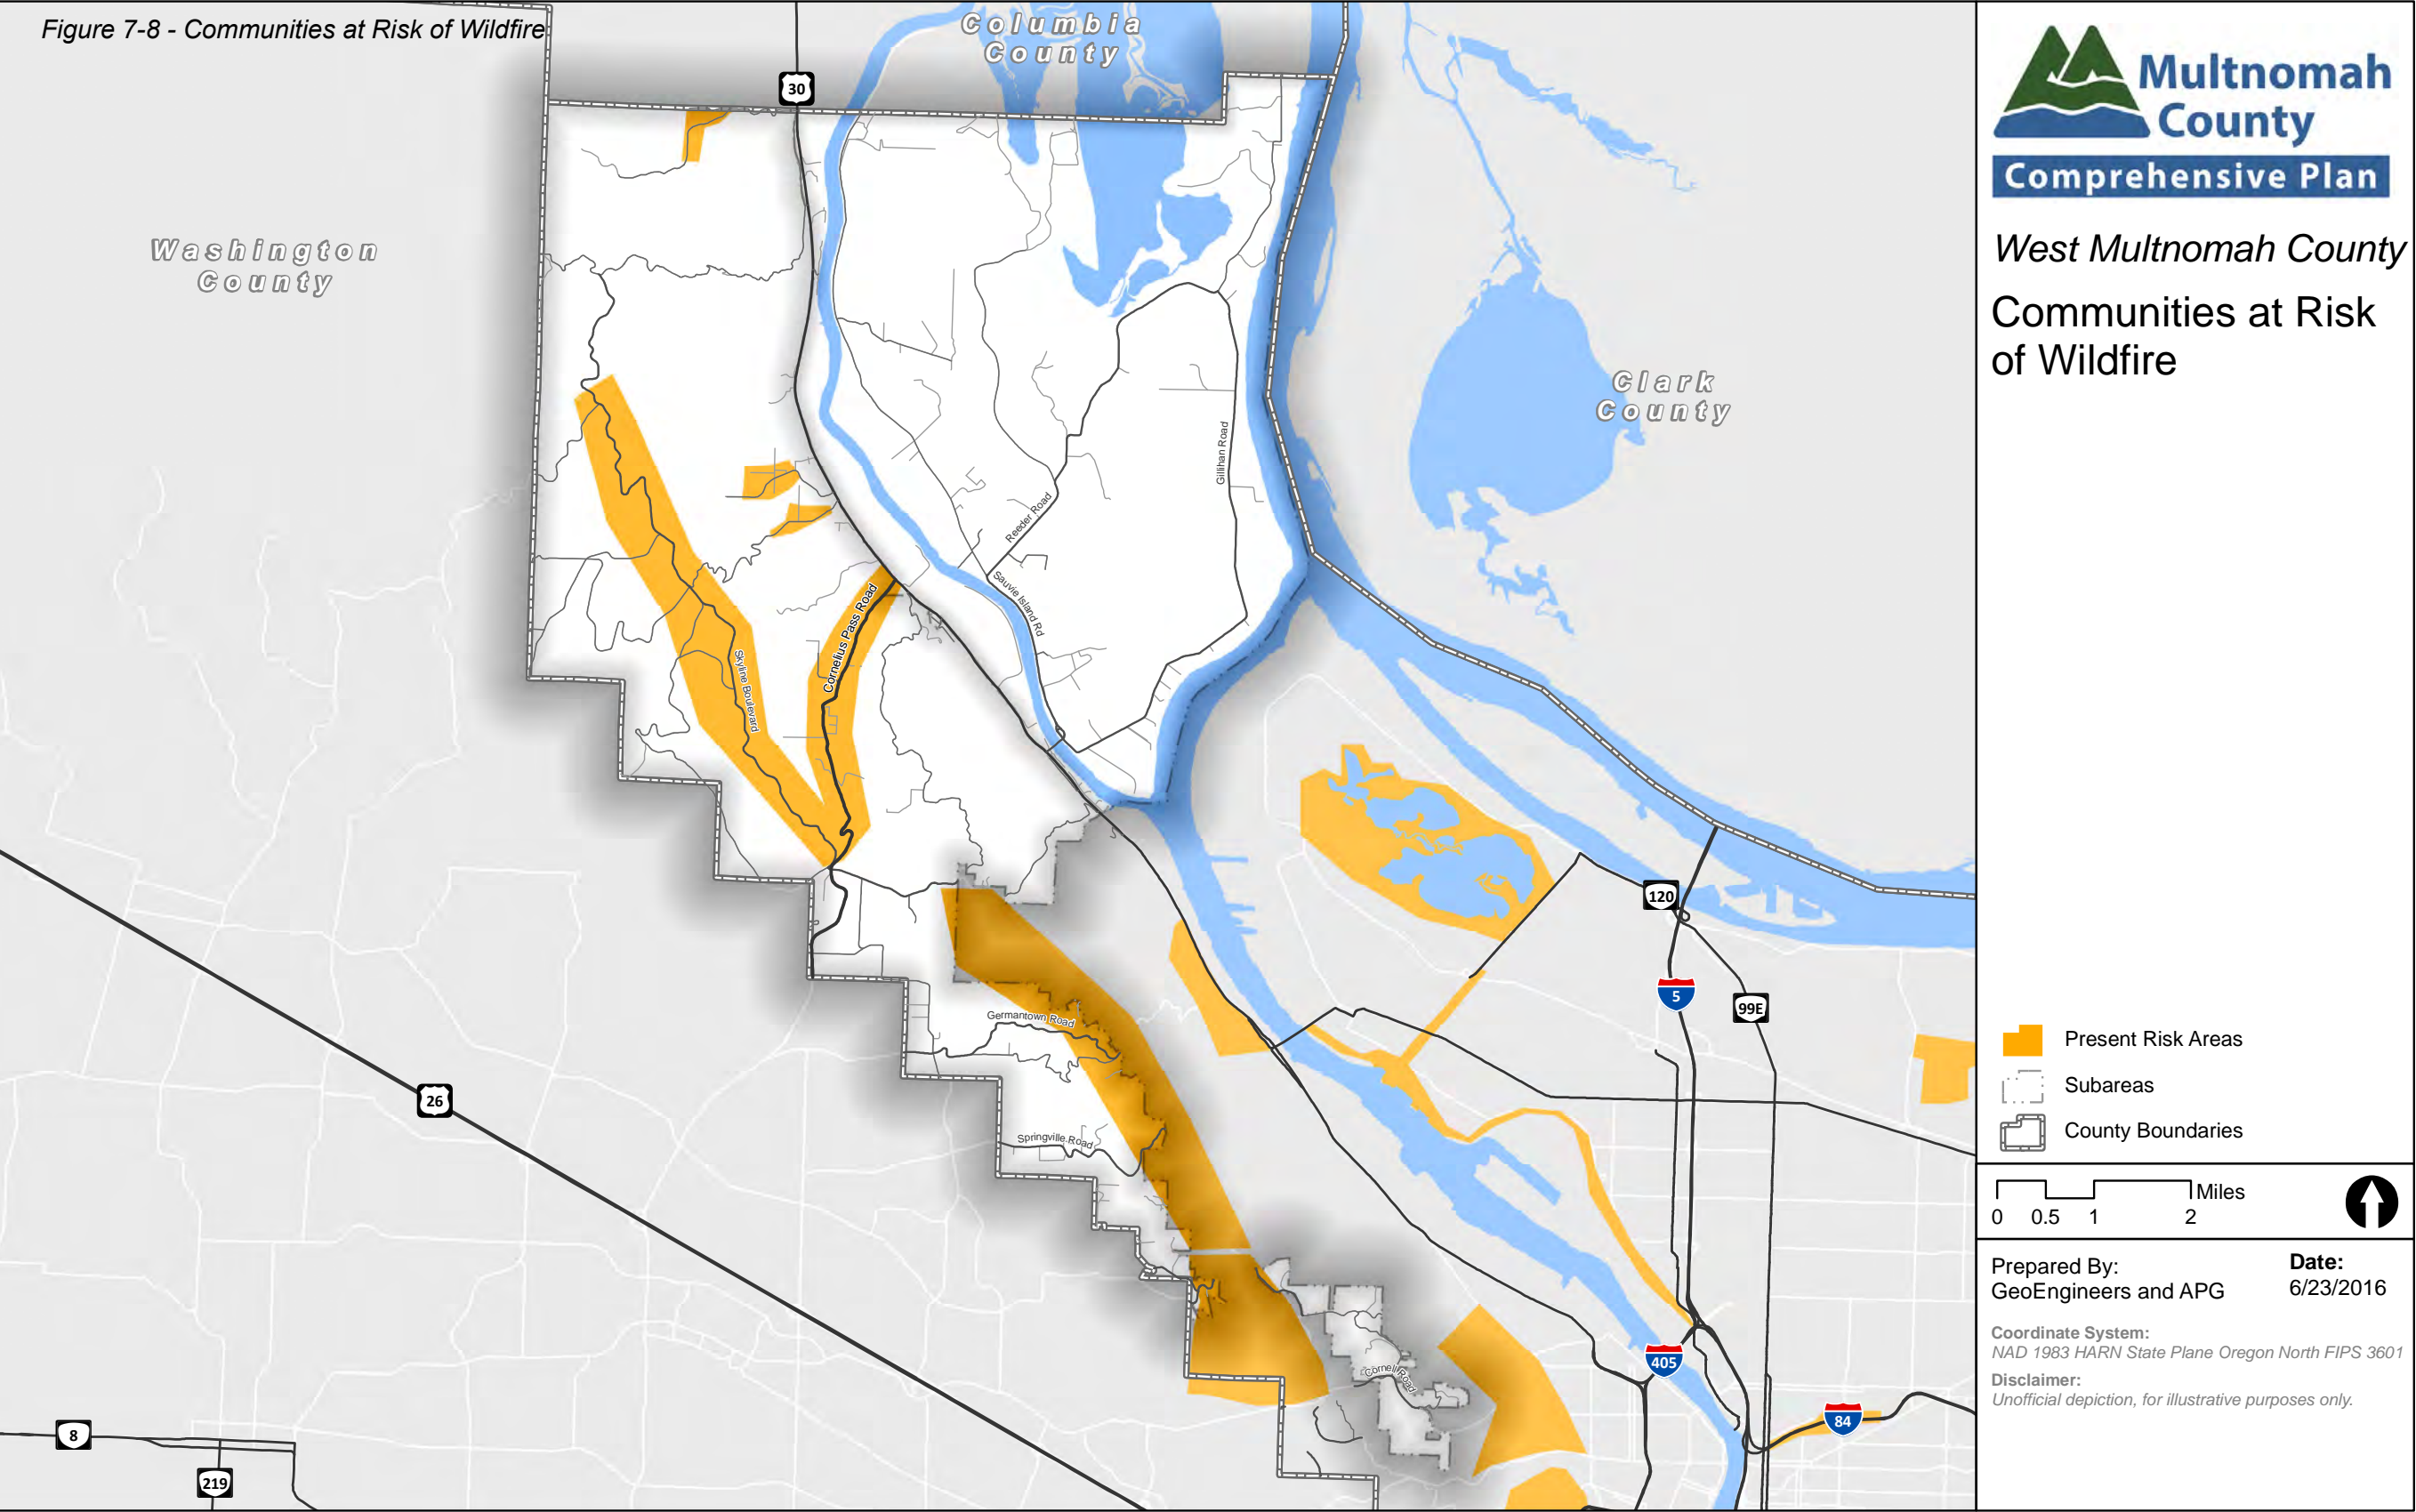 Figure 7-8 - Communities at Risk of Wildfire
Columbia
County
30
Washington
County
Clark
County
Gillihan Road
Reeder Road
Sauvie Island Rd
Cornelius Pass Road
Skyline Boulevard
120
5
99E
Germantown Road
26
Springville Road
405
Cornell Road
84
8
219
Multnomah
County
Comprehensive Plan
West Multnomah County
Communities at Risk
of Wildfire
Present Risk Areas
Subareas
County Boundaries
Miles
0 0.5 1 2
Prepared By:
GeoEngineers and APG
Date:
6/23/2016
Coordinate System:
NAD 1983 HARN State Plane Oregon North FIPS 3601
Disclaimer:
Unofficial depiction, for illustrative purposes only.